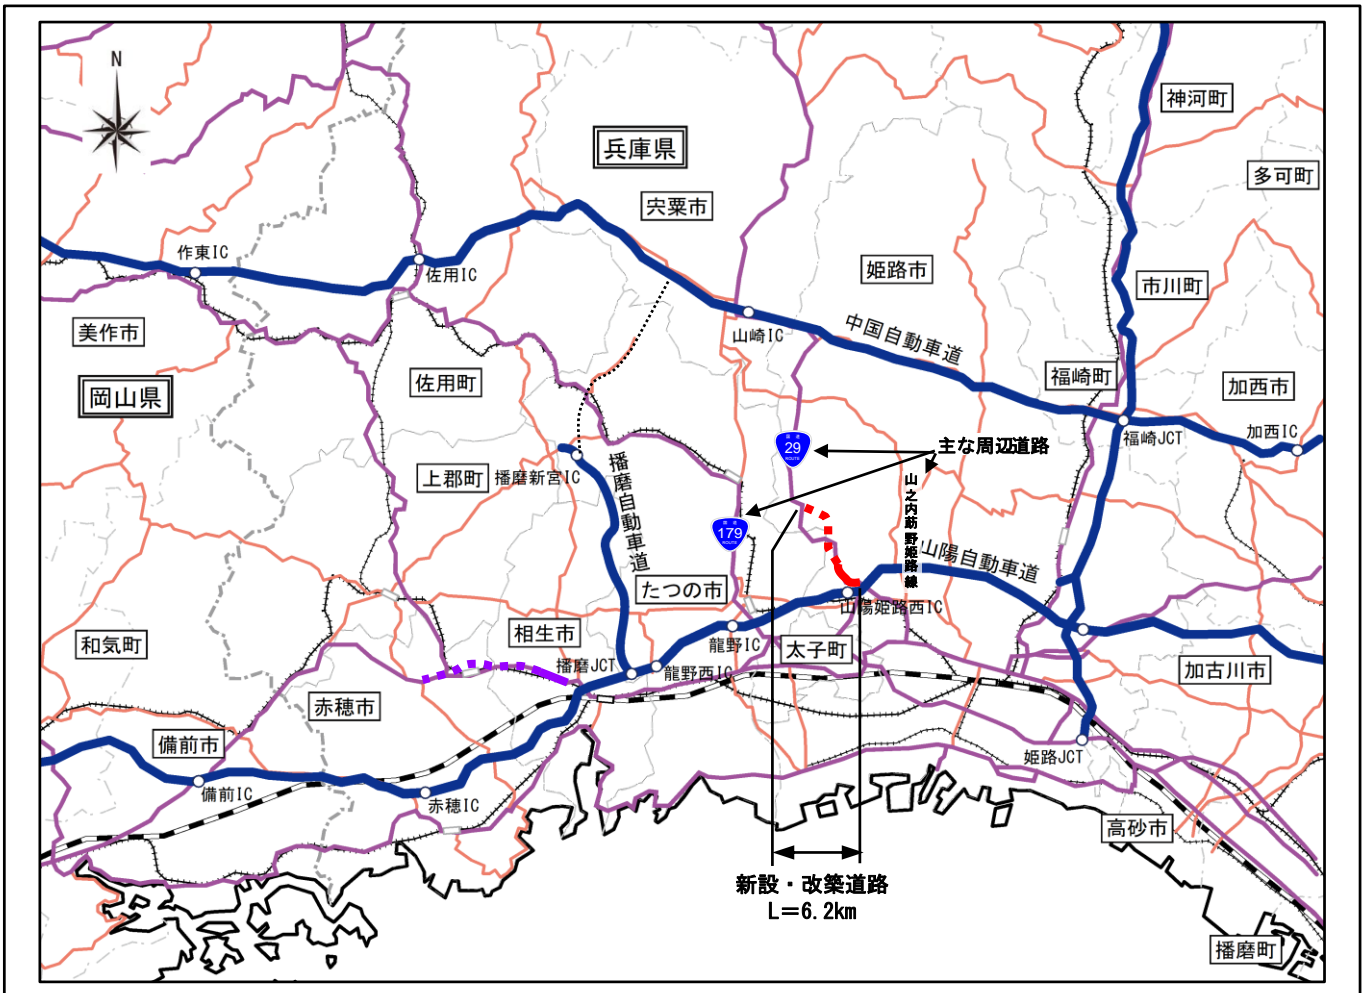 N
神河町
兵庫県
多可町
宍粟市
作東IC
佐用IC
姫路市
市川町
美作市
山崎IC
中国自動車道
福崎町
佐用町
加西市
岡山県
福崎JCT
加西IC
国道
29
ROUTE
主な周辺道路
上郡町
播磨新宮IC
播磨自動車道
山之内莇野姫路線
国道
179
ROUTE
山陽自動車道
たつの市
山陽姫路西IC
相生市
龍野IC
太子町
和気町
播磨JCT
龍野西IC
加古川市
赤穂市
備前市
姫路JCT
備前IC
赤穂IC
高砂市
新設・改築道路
L=6.2km
播磨町